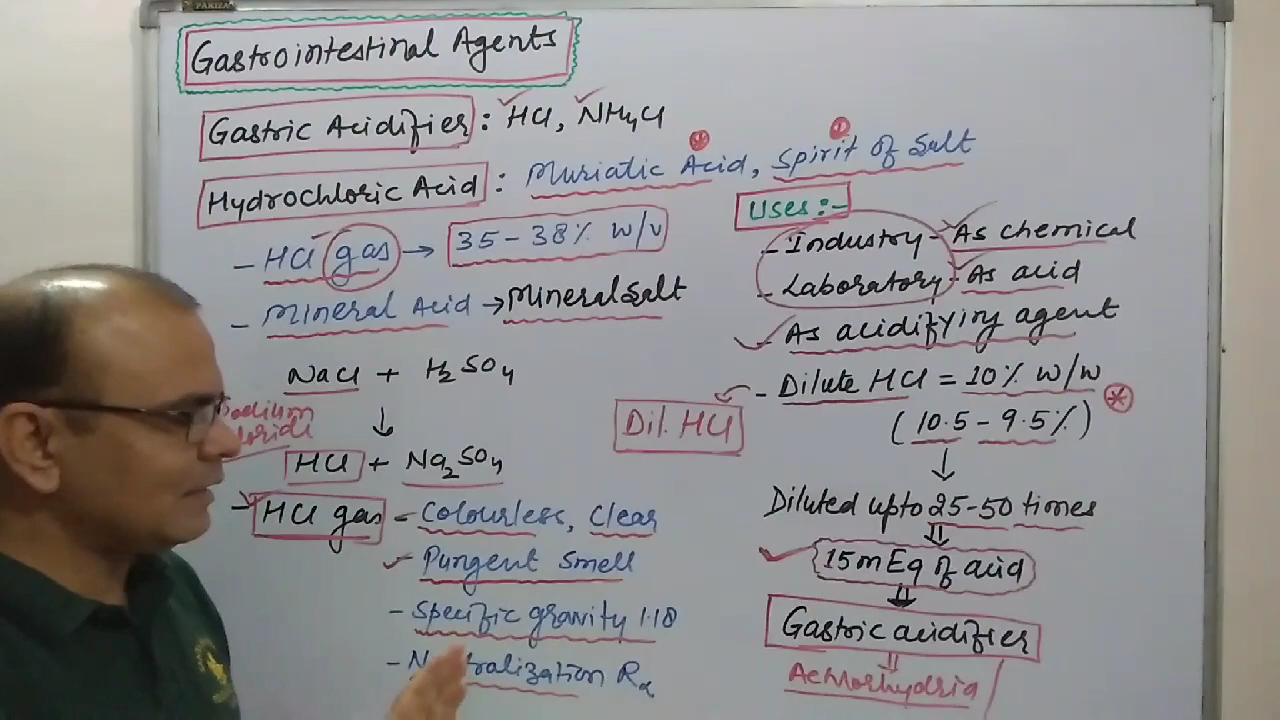 PAKIZA
Gastrointestinal Agents
Gastric Acidifier : HCl, NH4Cl
Hydrochloric Acid : Muriatic Acid, Spirit of Salt
- HCl gas → 35-38% w/v
- Mineral Acid → Mineral Salt
NaCl + H2SO4
↓
HCl + Na2SO4
- HCl gas - Colourless, Clear
Pungent smell
- Specific gravity 1.18
- Rx
Uses :-
- Industry - As chemical
- Laboratory - As acid
- As acidifying agent
- Dilute HCl = 10% w/w
Dil. HCl
(10.5 - 9.5%)
↓
Diluted upto 25-50 times
⇓
15mEq of acid
⇓
Gastric acidifier
⇓
Achlorhydria